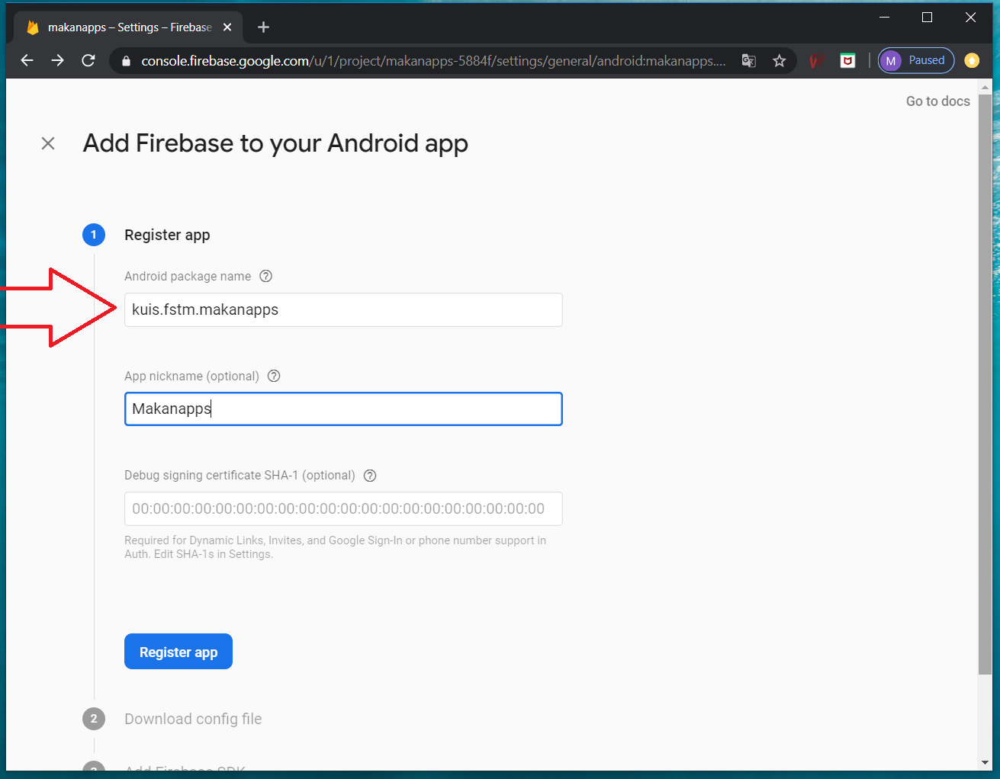 makanapps – Settings – Firebase
console.firebase.google.com/u/1/project/makanapps-5884f/settings/general/android:makanapps....
M Paused
Go to docs
Add Firebase to your Android app
1 Register app
Android package name ?
kuis.fstm.makanapps
App nickname (optional) ?
Makanapps
Debug signing certificate SHA-1 (optional) ?
00:00:00:00:00:00:00:00:00:00:00:00:00:00:00:00:00:00:00:00
Required for Dynamic Links, Invites, and Google Sign-In or phone number support in
Auth. Edit SHA-1s in Settings.
Register app
2 Download config file
Add Firebase SDK